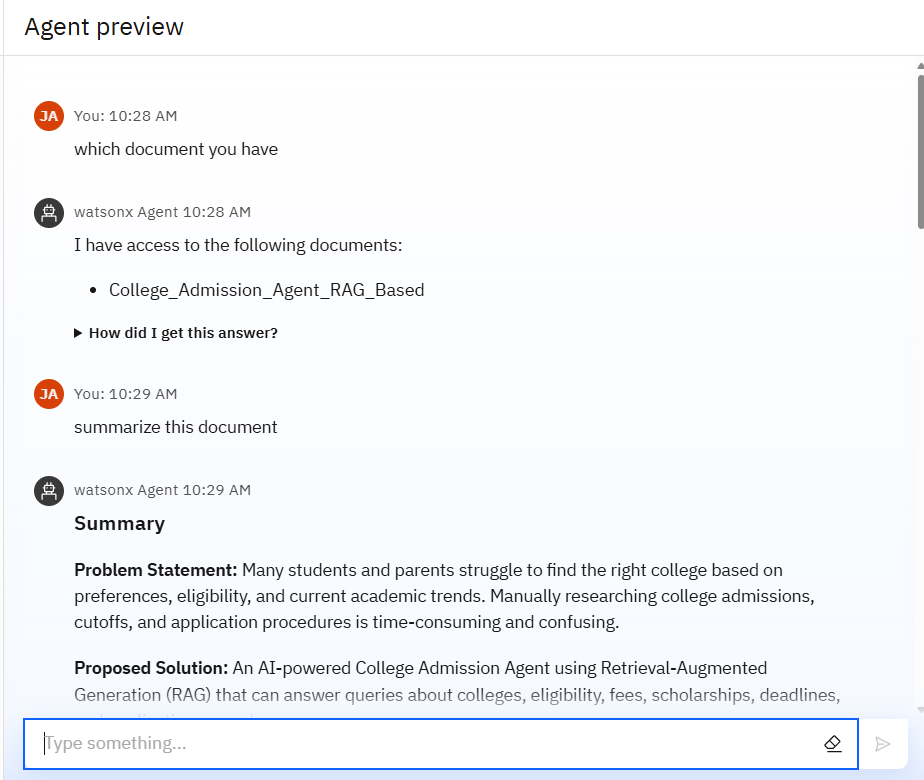 Agent preview
JA You: 10:28 AM
which document you have
watsonx Agent 10:28 AM
I have access to the following documents:
• College_Admission_Agent_RAG_Based
How did I get this answer?
JA You: 10:29 AM
summarize this document
watsonx Agent 10:29 AM
Summary
Problem Statement: Many students and parents struggle to find the right college based on
preferences, eligibility, and current academic trends. Manually researching college admissions,
cutoffs, and application procedures is time-consuming and confusing.
Proposed Solution: An AI-powered College Admission Agent using Retrieval-Augmented
Generation (RAG) that can answer queries about colleges, eligibility, fees, scholarships, deadlines,
Type something...